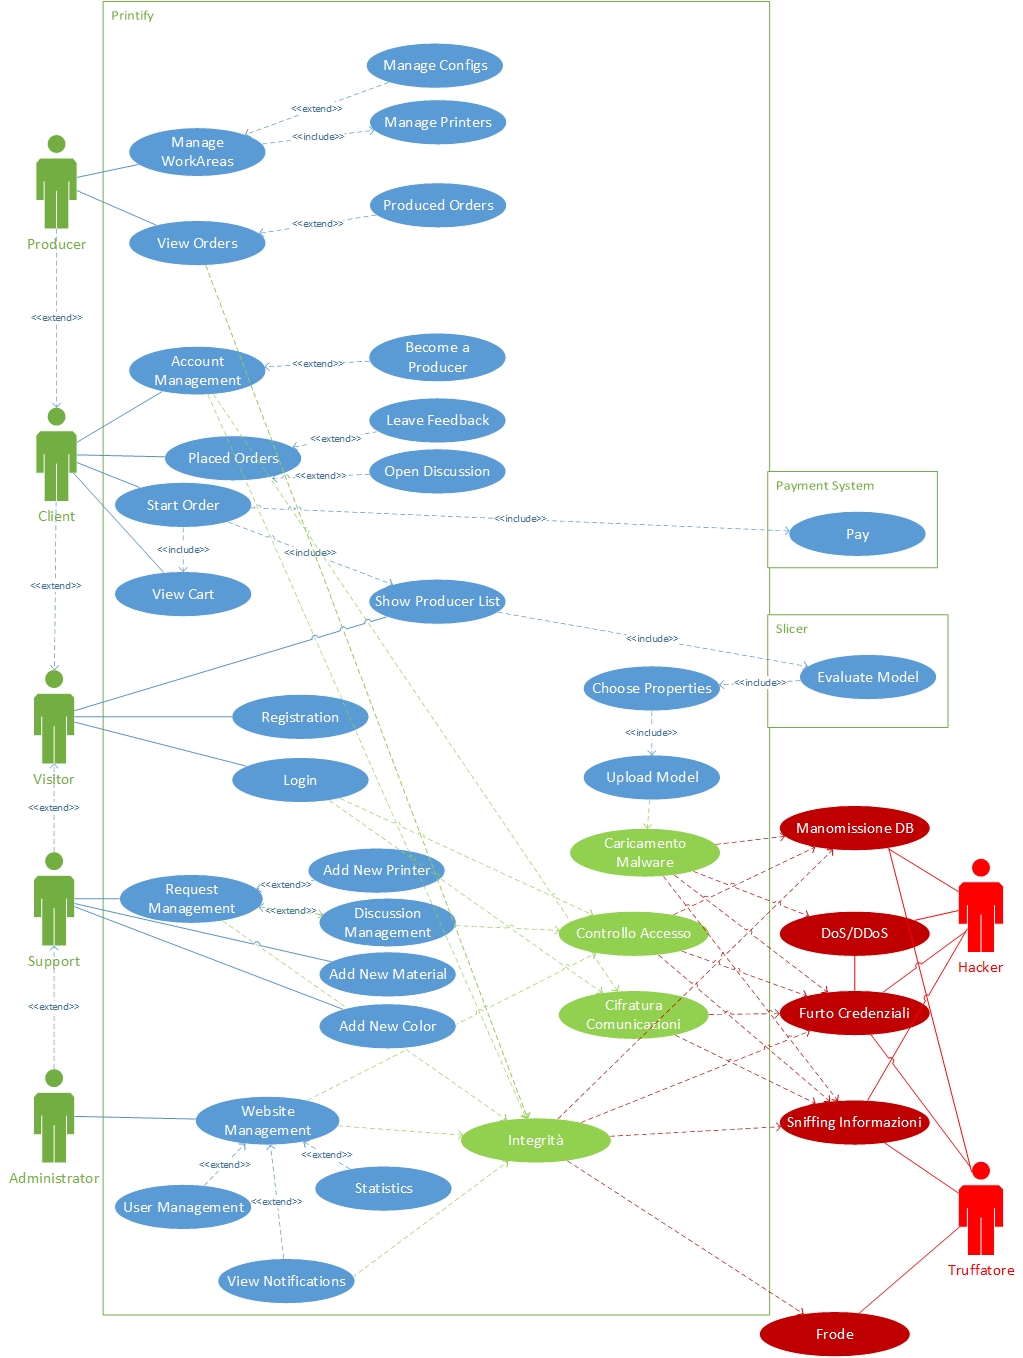 Printify
Manage Configs
<<extend>>
Manage Printers
<<include>>
Manage
WorkAreas
Produced Orders
<<extend>>
View Orders
Producer
<<extend>>
Become a
Producer
<<extend>>
Account
Management
Leave Feedback
<<extend>>
Placed Orders
Open Discussion
<<extend>>
Start Order
<<include>>
Payment System
Pay
Client
<<include>>
<<include>>
<<extend>>
View Cart
Show Producer List
<<include>>
Slicer
Evaluate Model
<<include>>
Choose Properties
<<include>>
Upload Model
Registration
Login
Visitor
<<extend>>
Manomissione DB
Caricamento
Malware
Add New Printer
<<extend>>
Request
Management
<<extend>>
Discussion
Management
Controllo Accesso
DoS/DDoS
Hacker
Support
Add New Material
<<extend>>
Add New Color
Cifratura
Comunicazioni
Furto Credenziali
Website
Management
Integrità
Sniffing Informazioni
<<extend>>
<<extend>>
Administrator
Statistics
User Management
<<extend>>
View Notifications
Truffatore
Frode